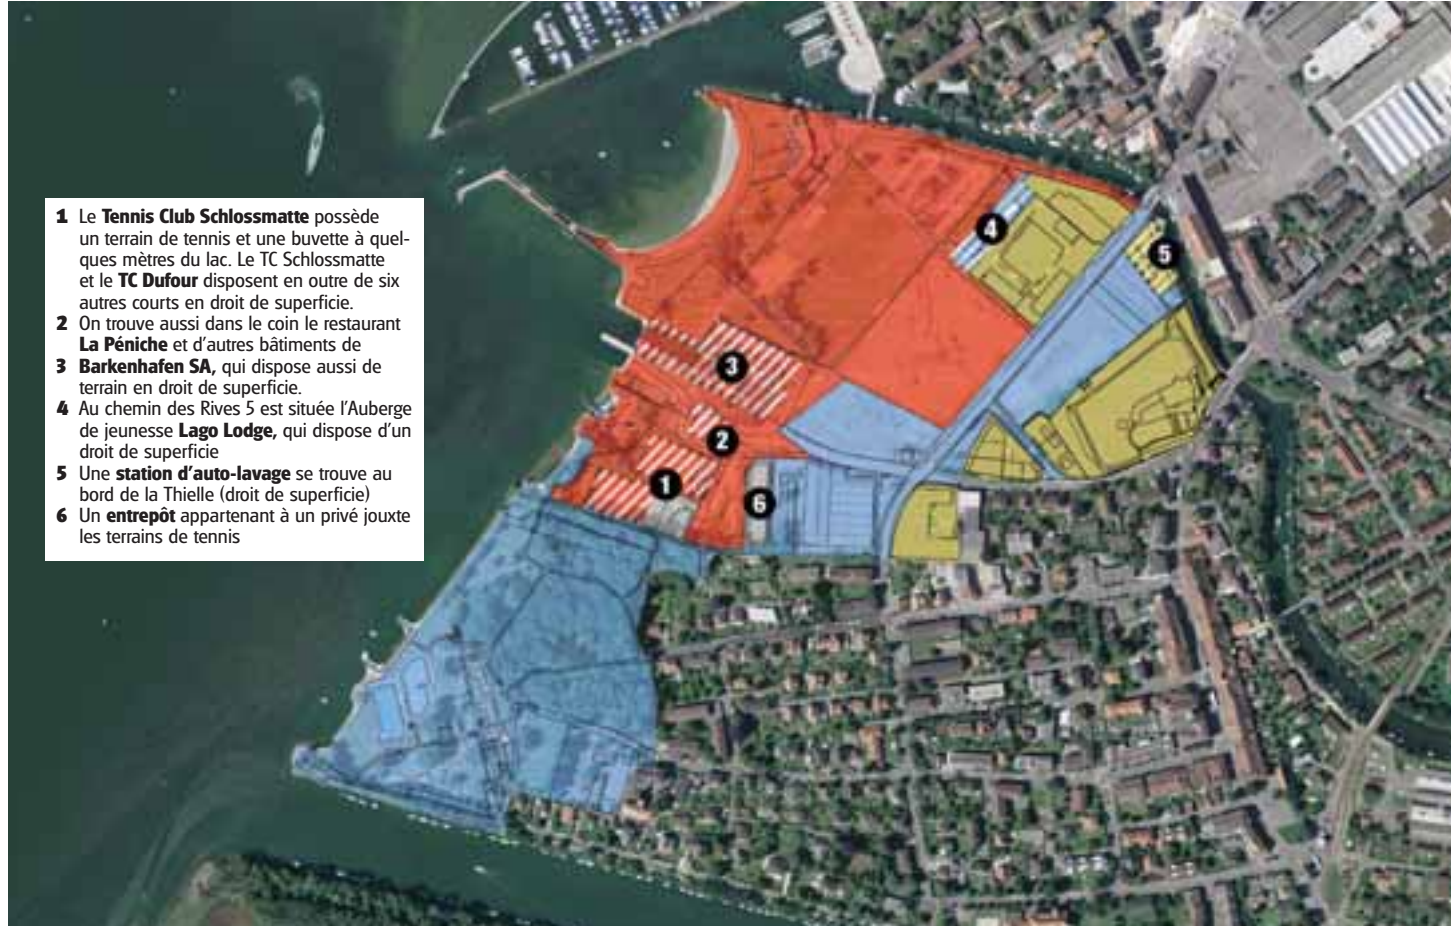 1 Le Tennis Club Schlossmatte possède
un terrain de tennis et une buvette à quel-
ques mètres du lac. Le TC Schlossmatte
et le TC Dufour disposent en outre de six
autres courts en droit de superficie.
2 On trouve aussi dans le coin le restaurant
La Péniche et d'autres bâtiments de
3 Barkenhafen SA, qui dispose aussi de
terrain en droit de superficie.
4 Au chemin des Rives 5 est située l'Auberge
de jeunesse Lago Lodge, qui dispose d'un
droit de superficie
5 Une station d'auto-lavage se trouve au
bord de la Thielle (droit de superficie)
6 Un entrepôt appartenant à un privé jouxte
les terrains de tennis
4
5
3
2
1
6